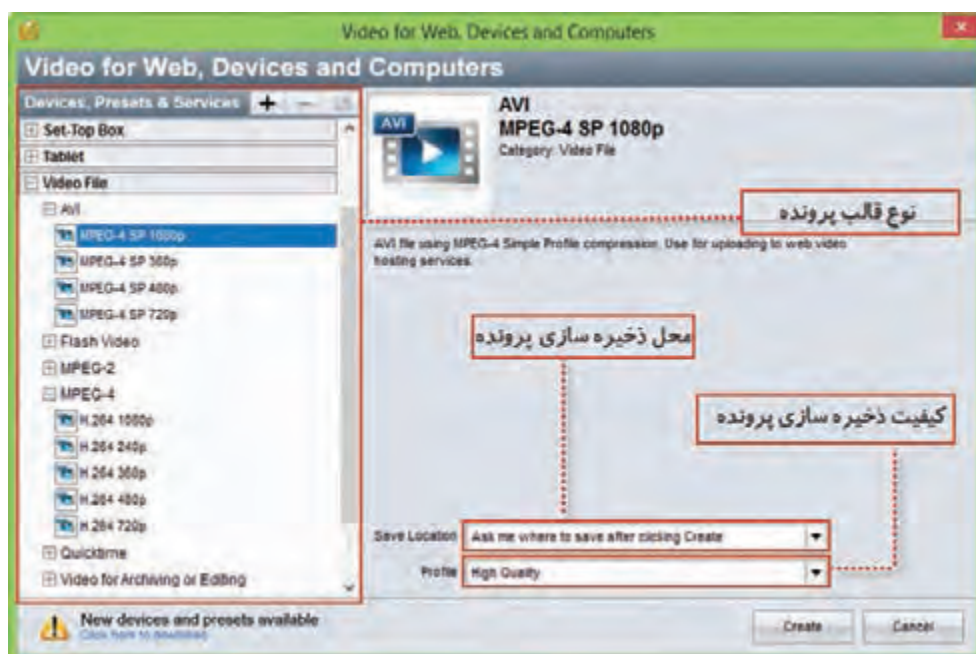 Video for Web, Devices and Computers
Video for Web, Devices and Computers
Devices, Presets & Services
Set-Top Box
Tablet
Video File
AVI
MPEG-4 SP 1080p
MPEG-4 SP 360p
MPEG-4 SP 480p
MPEG-4 SP 720p
Flash Video
MPEG-2
MPEG-4
H.264 1080p
H.264 240p
H.264 360p
H.264 480p
H.264 720p
Quicktime
Video for Archiving or Editing
AVI
AVI
MPEG-4 SP 1080p
Category: Video File
نوع قالب پرونده
AVI file using MPEG-4 Simple Profile compression. Use for uploading to web video
hosting services.
محل ذخیره سازی پرونده
کیفیت ذخیره سازی پرونده
Save Location Ask me where to save after clicking Create
Profile High Quality
New devices and presets available
Click here to download
Create Cancel